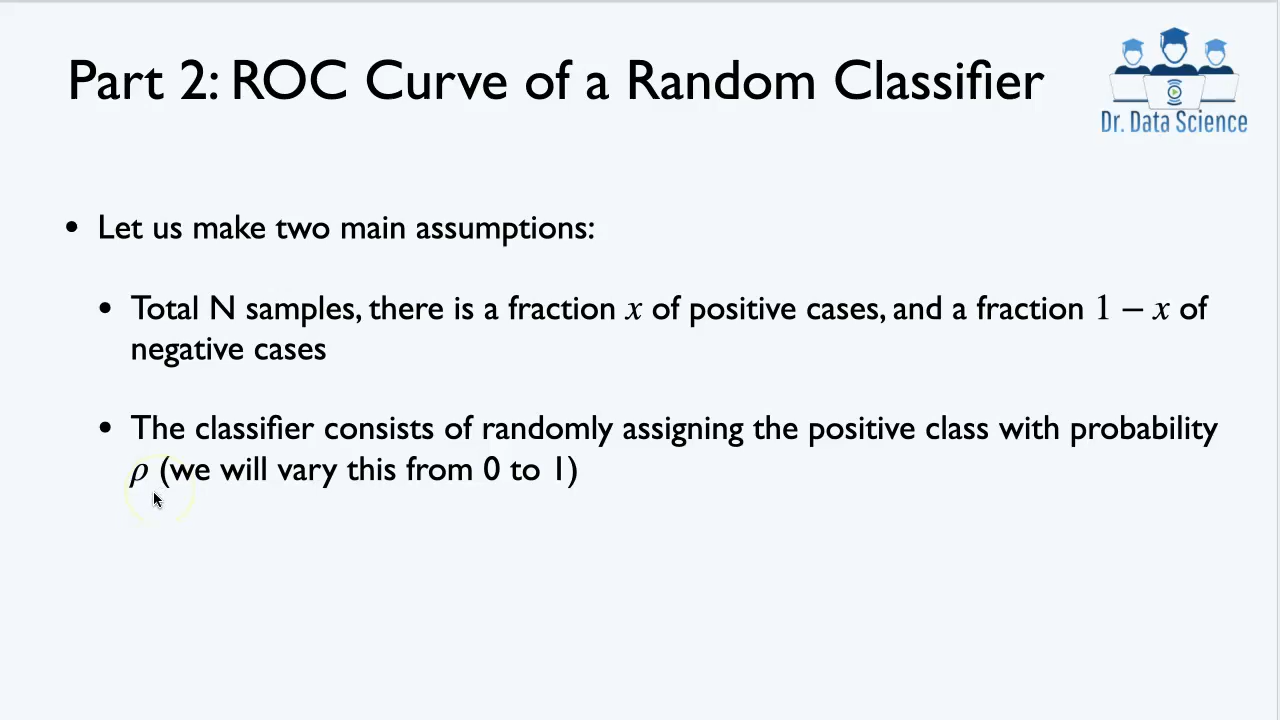 Part 2: ROC Curve of a Random Classifier
Dr. Data Science
• Let us make two main assumptions:
• Total N samples, there is a fraction x of positive cases, and a fraction 1 − x of
negative cases
• The classifier consists of randomly assigning the positive class with probability
ρ (we will vary this from 0 to 1)